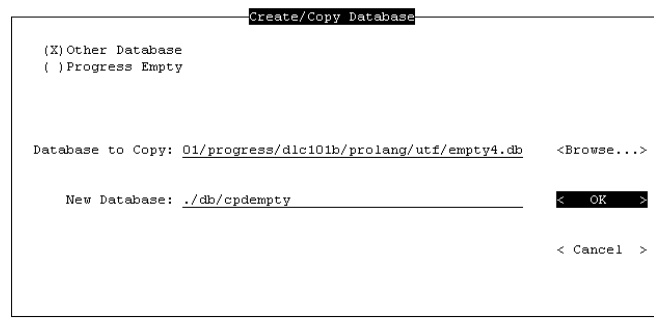 Create/Copy Database
(X)Other Database
( )Progress Empty
Database to Copy: 01/progress/dlc101b/prolang/utf/empty4.db <Browse...>
New Database: ./db/cpdempty < OK >
< Cancel >